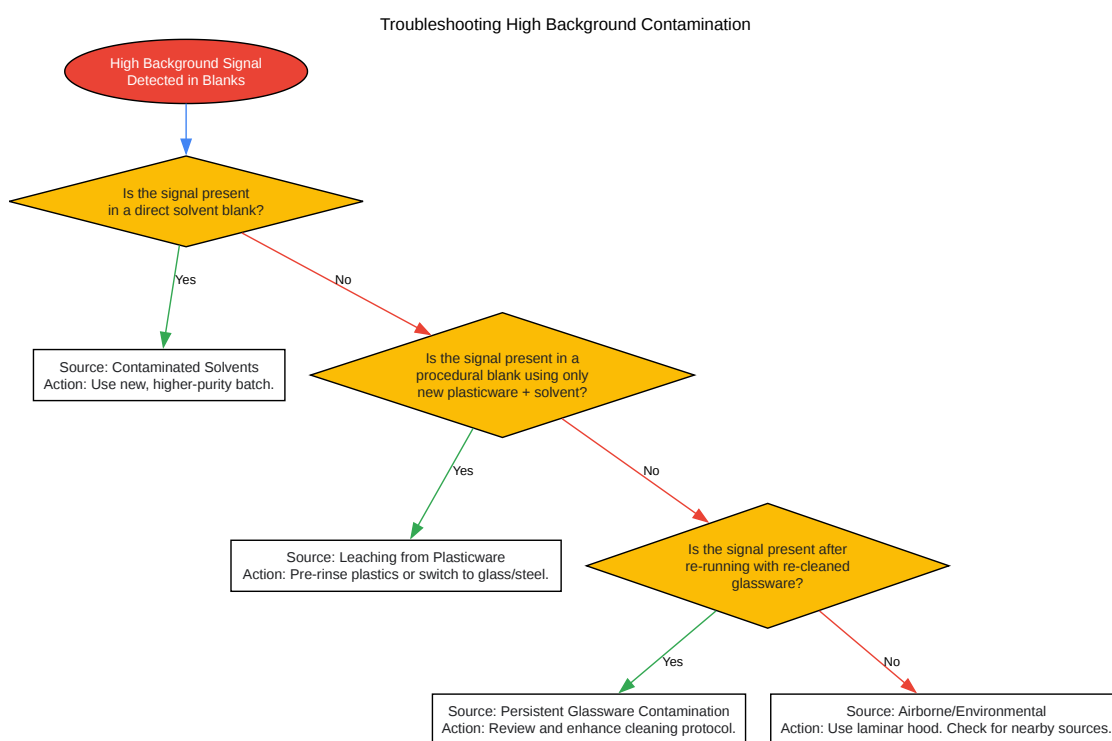 Troubleshooting High Background Contamination
High Background Signal
Detected in Blanks
Is the signal present
in a direct solvent blank?
Yes
No
Source: Contaminated Solvents
Action: Use new, higher-purity batch.
Is the signal present in a
procedural blank using only
new plasticware + solvent?
Yes
No
Source: Leaching from Plasticware
Action: Pre-rinse plastics or switch to glass/steel.
Is the signal present after
re-running with re-cleaned
glassware?
Yes
No
Source: Persistent Glassware Contamination
Action: Review and enhance cleaning protocol.
Source: Airborne/Environmental
Action: Use laminar hood. Check for nearby sources.